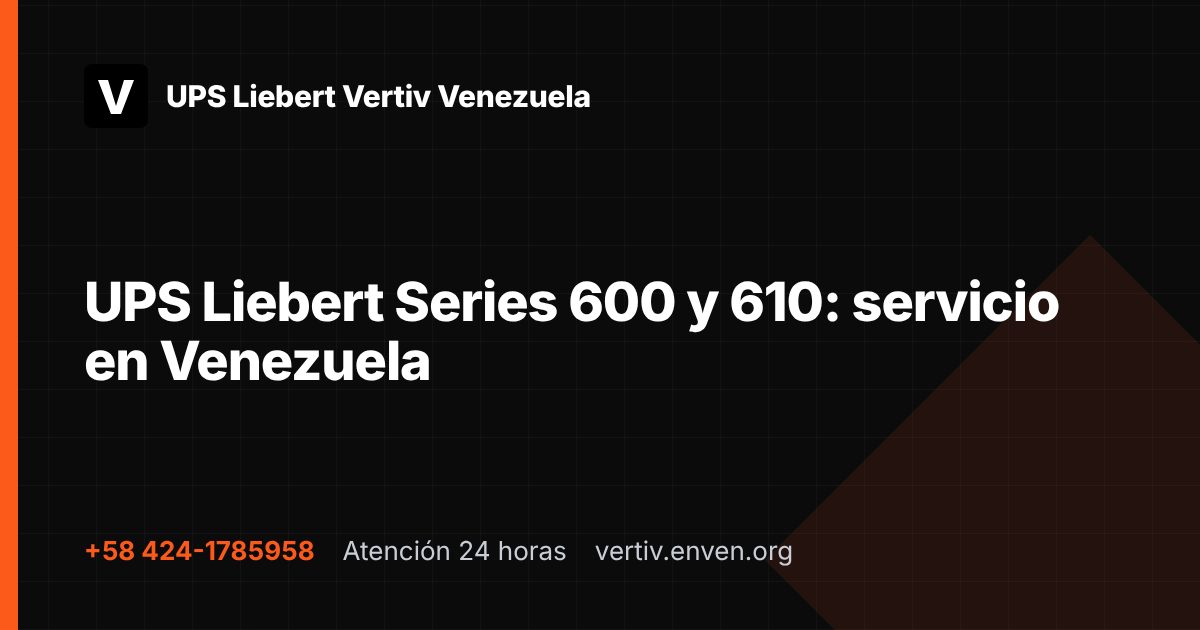 V
UPS Liebert Vertiv Venezuela
UPS Liebert Series 600 y 610: servicio
en Venezuela
+58 424-1785958 Atención 24 horas vertiv.enven.org